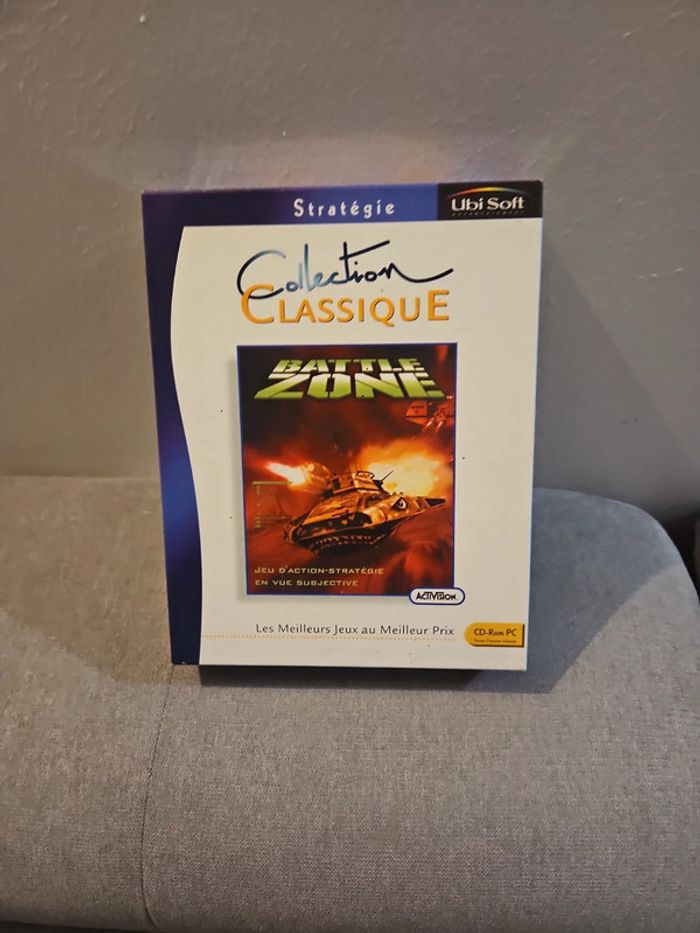 Stratégie
Ubi Soft
ENTERTAINMENT
Collection
CLASSIQUE
BATTLE
ZONE
JEU D'ACTION-STRATÉGIE
EN VUE SUBJECTIVE
ACTIVISION
Les Meilleurs Jeux au Meilleur Prix
CD-Rom PC